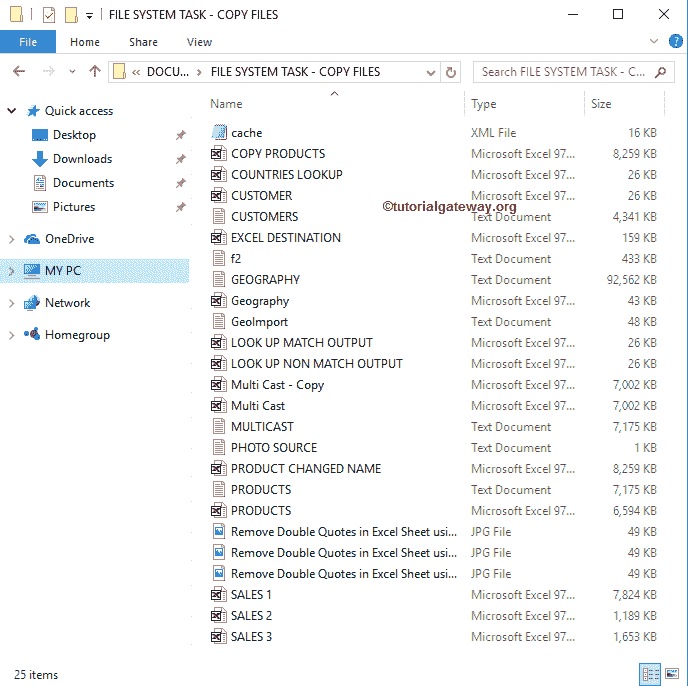 FILE SYSTEM TASK - COPY FILES
File Home Share View
« DOCU... › FILE SYSTEM TASK - COPY FILES Search FILE SYSTEM TASK - C...
Quick access
Desktop
Downloads
Documents
Pictures
OneDrive
MY PC
Network
Homegroup
Name Type Size
cache XML File 16 KB
COPY PRODUCTS Microsoft Excel 97... 8,259 KB
COUNTRIES LOOKUP Microsoft Excel 97... 26 KB
CUSTOMER Microsoft Excel 97... 26 KB
©tutorialgateway.org
CUSTOMERS Text Document 4,341 KB
EXCEL DESTINATION Microsoft Excel 97... 159 KB
f2 Text Document 433 KB
GEOGRAPHY Text Document 92,562 KB
Geography Microsoft Excel 97... 43 KB
GeoImport Text Document 48 KB
LOOK UP MATCH OUTPUT Microsoft Excel 97... 26 KB
LOOK UP NON MATCH OUTPUT Microsoft Excel 97... 26 KB
Multi Cast - Copy Microsoft Excel 97... 7,002 KB
Multi Cast Microsoft Excel 97... 7,002 KB
MULTICAST Text Document 7,175 KB
PHOTO SOURCE Text Document 1 KB
PRODUCT CHANGED NAME Microsoft Excel 97... 8,259 KB
PRODUCTS Text Document 7,175 KB
PRODUCTS Microsoft Excel 97... 6,594 KB
Remove Double Quotes in Excel Sheet usi... JPG File 49 KB
Remove Double Quotes in Excel Sheet usi... JPG File 49 KB
Remove Double Quotes in Excel Sheet usi... JPG File 49 KB
SALES 1 Microsoft Excel 97... 7,824 KB
SALES 2 Microsoft Excel 97... 1,189 KB
SALES 3 Microsoft Excel 97... 1,653 KB
25 items